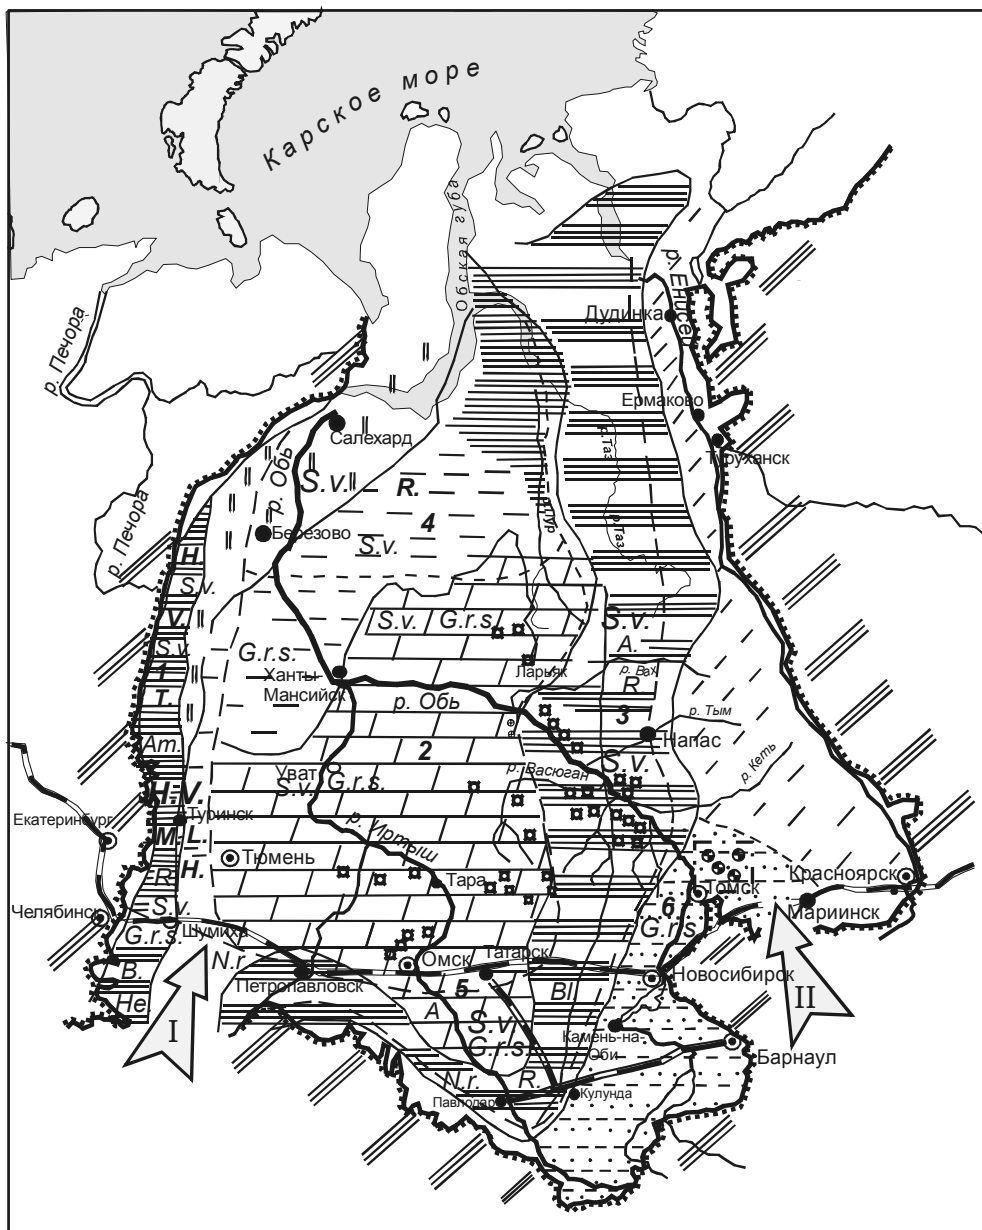 Карское море
Обская губа
р. Печора
р. Енисей
Дудинка
Ермаково
р.Таз
Туруханск
Салехард
р. Обь
S.v.
R.
4
р. Печора
Березово
S.v.
р.Таз
H.
S.v.
V.
S.v.
1
T.
S.v.
G.r.s.
S.v.
A.
G.r.s.
Ханты
Мансийск
Ларьяк
р. Вах
R
р. Обь
3
р. Тым
Am.
2
Напас
S.v.
р. Кеть
H.V.
Уват
S.v.
G.r.s.
р. Васюган
Екатеринбург
Туринск
M.L.
р. Иртыш
H.
Тюмень
R.
Тара
Томск
Красноярск
Челябинск
S.v.
6
Мариинск
G.r.s.
Шумиха
G.r.s.
N.r
Омск
Татарск
Новосибирск
B.
Петропавловск
5
Bl
II
He
A
S.v.
I
G.r.s.
Камень-на-
Оби
Барнаул
N.r.
R.
Павлодар
Кулунда